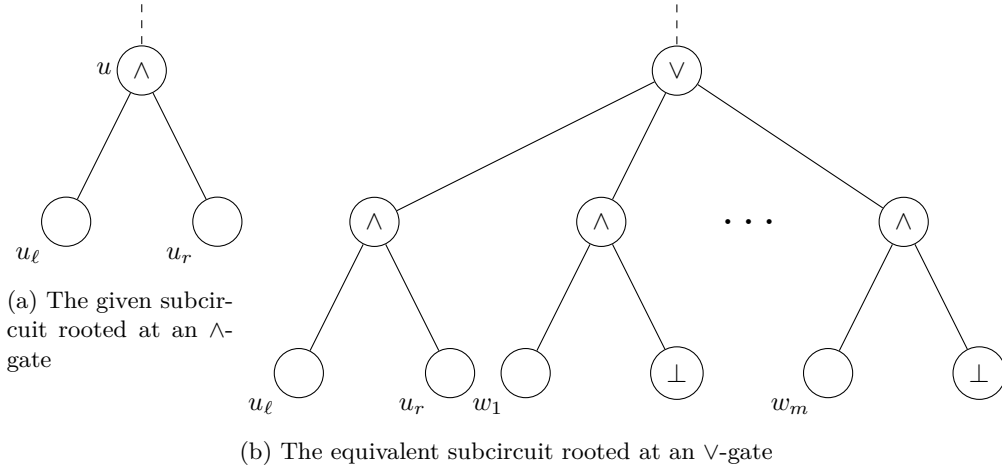 u ∧ ∨
∧ ∧ · · · ∧
u_ℓ u_r
(a) The given subcir-
cuit rooted at an ∧-
gate
⊥ ⊥
u_ℓ u_r w_1 w_m
(b) The equivalent subcircuit rooted at an ∨-gate